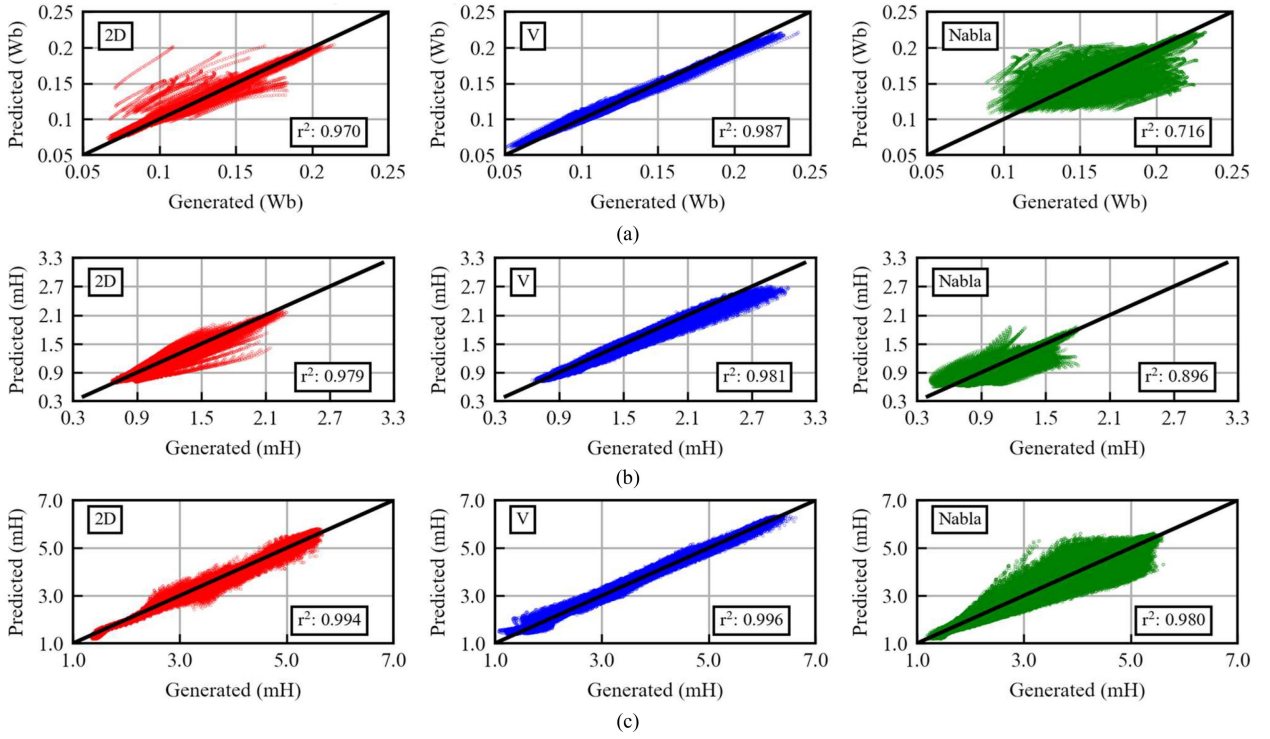 0.25 0.2 0.15 0.1 0.05
Predicted (Wb)
2D
r²: 0.970
0.05 0.1 0.15 0.2 0.25
Generated (Wb)
0.25 0.2 0.15 0.1 0.05
Predicted (Wb)
V
r²: 0.987
0.05 0.1 0.15 0.2 0.25
Generated (Wb)
0.25 0.2 0.15 0.1 0.05
Predicted (Wb)
Nabla
r²: 0.716
0.05 0.1 0.15 0.2 0.25
Generated (Wb)
(a)
3.3 2.7 2.1 1.5 0.9 0.3
Predicted (mH)
2D
r²: 0.979
0.3 0.9 1.5 2.1 2.7 3.3
Generated (mH)
3.3 2.7 2.1 1.5 0.9 0.3
Predicted (mH)
V
r²: 0.981
0.3 0.9 1.5 2.1 2.7 3.3
Generated (mH)
3.3 2.7 2.1 1.5 0.9 0.3
Predicted (mH)
Nabla
r²: 0.896
0.3 0.9 1.5 2.1 2.7 3.3
Generated (mH)
(b)
7.0 5.0 3.0 1.0
Predicted (mH)
2D
r²: 0.994
1.0 3.0 5.0 7.0
Generated (mH)
7.0 5.0 3.0 1.0
Predicted (mH)
V
r²: 0.996
1.0 3.0 5.0 7.0
Generated (mH)
7.0 5.0 3.0 1.0
Predicted (mH)
Nabla
r²: 0.980
1.0 3.0 5.0 7.0
Generated (mH)
(c)